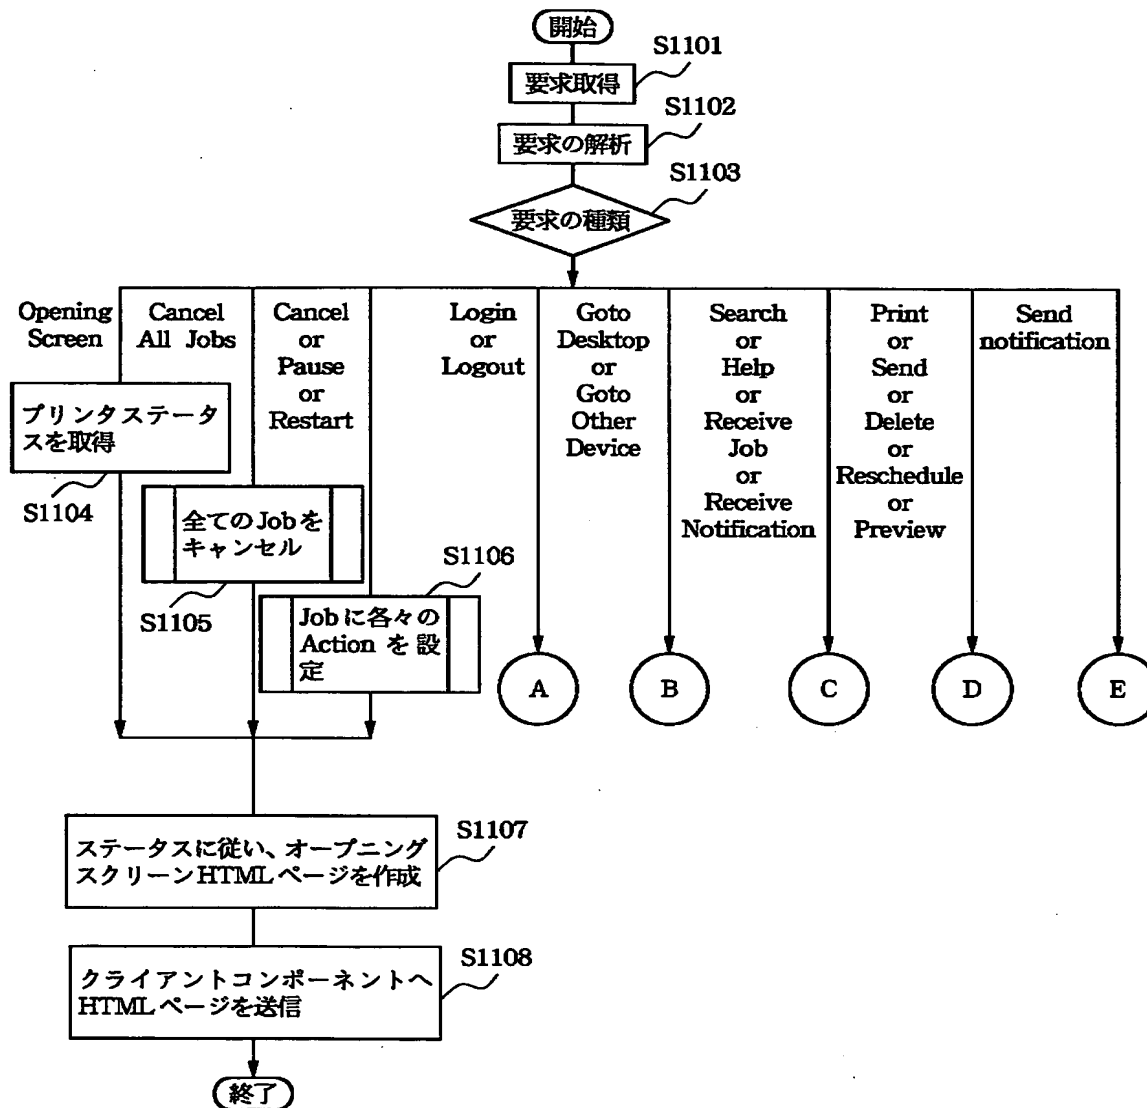 開始
S1101
要求取得
S1102
要求の解析
S1103
要求の種類
Opening
Screen
Cancel
All Jobs
Cancel
or
Pause
or
Restart
Login
or
Logout
Goto
Desktop
or
Goto
Other
Device
Search
or
Help
or
Receive
Job
or
Receive
Notification
Print
or
Send
or
Delete
or
Reschedule
or
Preview
Send
notification
プリンタステータ
スを取得
S1104
全てのJobを
キャンセル
S1105
S1106
Jobに各々の
Action を 設
定
A
B
C
D
E
S1107
ステータスに従い、オープニング
スクリーンHTMLページを作成
S1108
クライアントコンポーネントへ
HTMLページを送信
終了